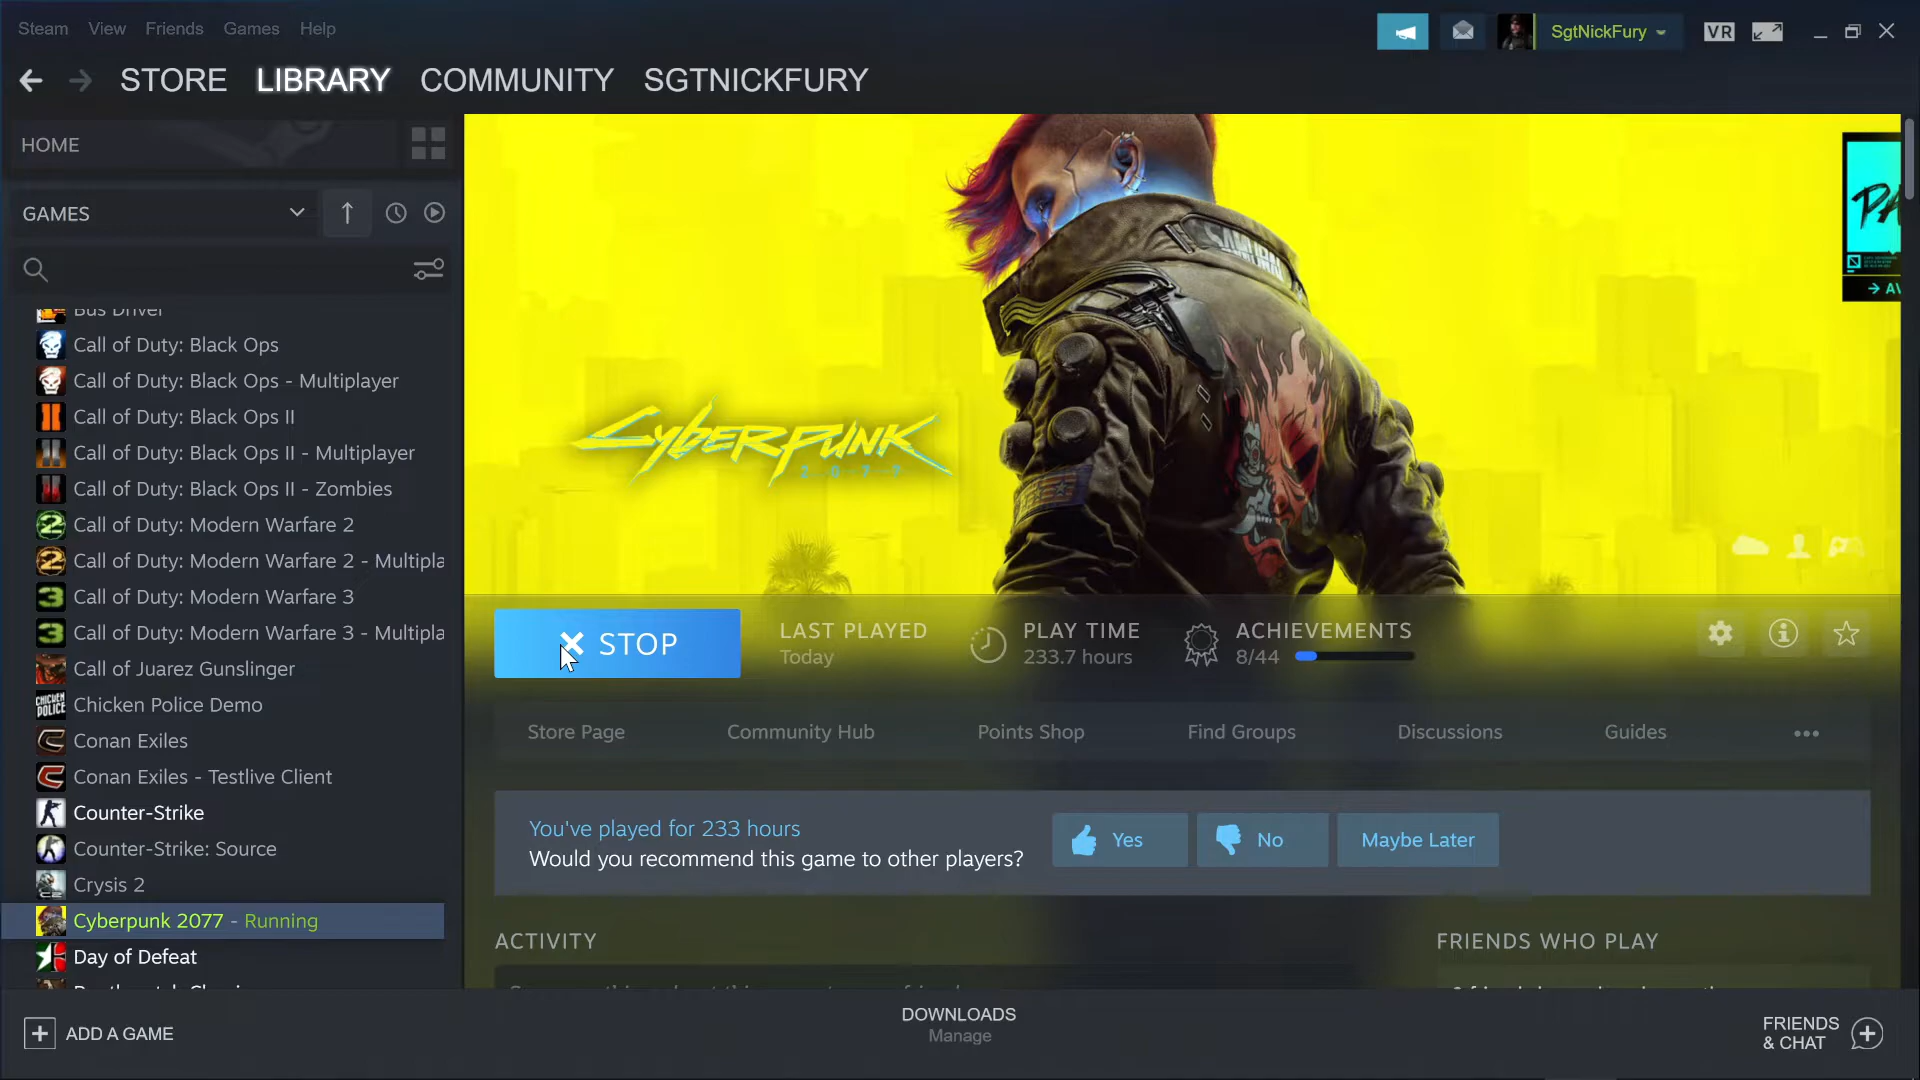 Steam View Friends Games Help
SgtNickFury
VR
STORE LIBRARY COMMUNITY SGTNICKFURY
HOME
GAMES
Bus Driver
Call of Duty: Black Ops
Call of Duty: Black Ops - Multiplayer
Call of Duty: Black Ops II
Call of Duty: Black Ops II - Multiplayer
Call of Duty: Black Ops II - Zombies
Call of Duty: Modern Warfare 2
Call of Duty: Modern Warfare 2 - Multipla
Call of Duty: Modern Warfare 3
Call of Duty: Modern Warfare 3 - Multipla
Call of Juarez Gunslinger
Chicken Police Demo
Conan Exiles
Conan Exiles - Testlive Client
Counter-Strike
Counter-Strike: Source
Crysis 2
Cyberpunk 2077 - Running
Day of Defeat
ADD A GAME
SAMURAI
CYBERPUNK
2077
PA
AV
STOP
LAST PLAYED
Today
PLAY TIME
233.7 hours
ACHIEVEMENTS
8/44
Store Page Community Hub Points Shop Find Groups Discussions Guides
You've played for 233 hours
Would you recommend this game to other players?
Yes
No
Maybe Later
ACTIVITY
FRIENDS WHO PLAY
DOWNLOADS
Manage
FRIENDS
& CHAT